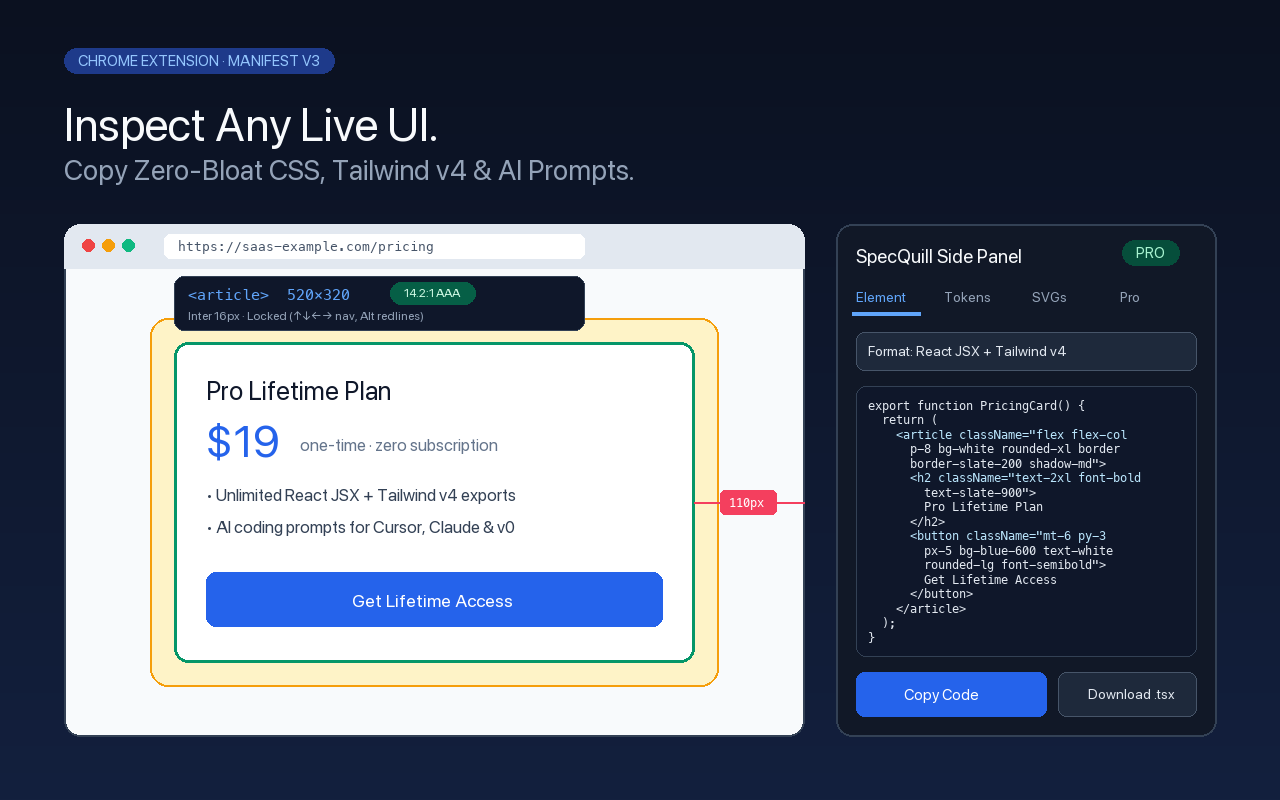 CHROME EXTENSION · MANIFEST V3
Inspect Any Live UI.
Copy Zero-Bloat CSS, Tailwind v4 & AI Prompts.
https://saas-example.com/pricing
<article> 520×320 14.2:1 AAA
Inter 16px · Locked (↑↓←→ nav, Alt redlines)
Pro Lifetime Plan
$19 one-time · zero subscription
• Unlimited React JSX + Tailwind v4 exports
• AI coding prompts for Cursor, Claude & v0
Get Lifetime Access
110px
SpecQuill Side Panel PRO
Element Tokens SVGs Pro
Format: React JSX + Tailwind v4
export function PricingCard() {
  return (
    <article className="flex flex-col
      p-8 bg-white rounded-xl border
      border-slate-200 shadow-md">
      <h2 className="text-2xl font-bold
        text-slate-900">
        Pro Lifetime Plan
      </h2>
      <button className="mt-6 py-3
        px-5 bg-blue-600 text-white
        rounded-lg font-semibold">
        Get Lifetime Access
      </button>
    </article>
  );
}
Copy Code Download .tsx